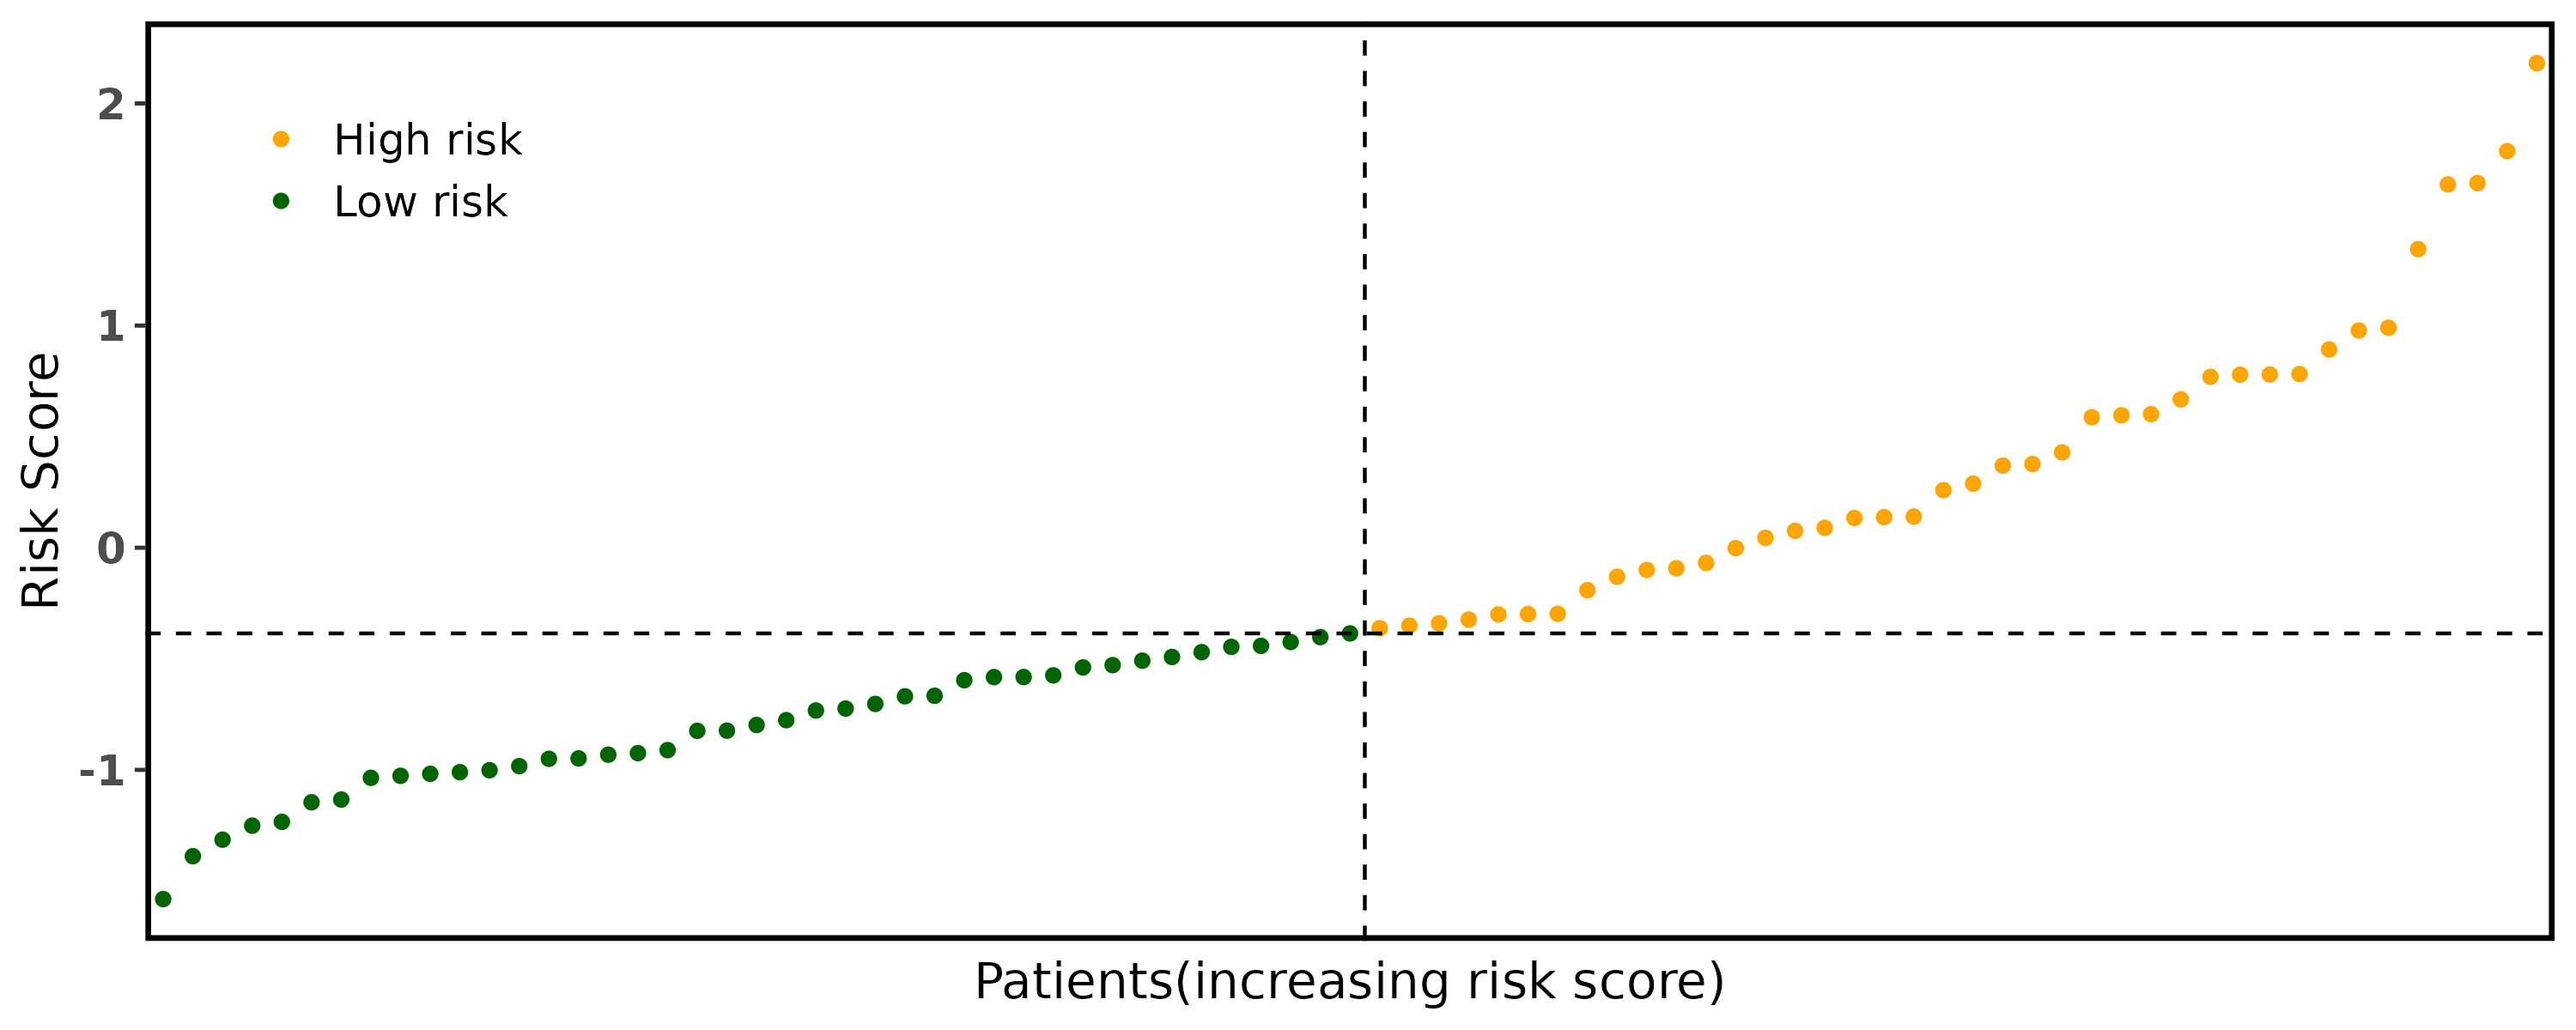 2
1
0
-1
Risk Score
High risk
Low risk
Patients(increasing risk score)